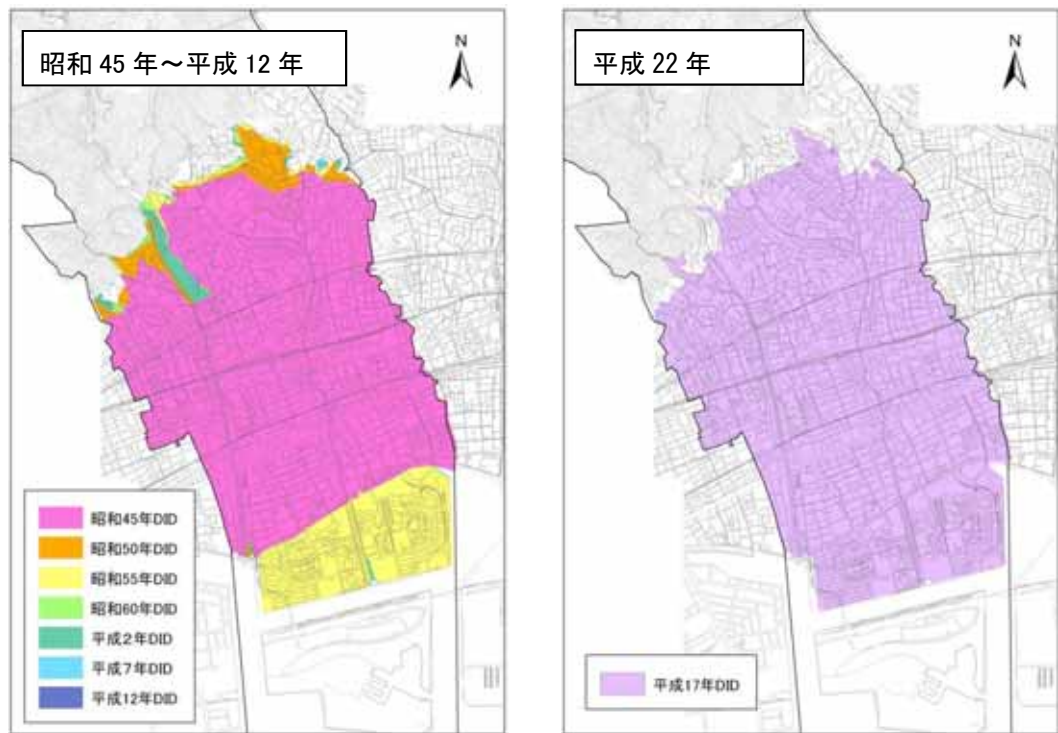 昭和 45 年～平成 12 年
N
昭和45年DID
昭和50年DID
昭和55年DID
昭和60年DID
平成2年DID
平成7年DID
平成12年DID
平成 22 年
N
平成17年DID